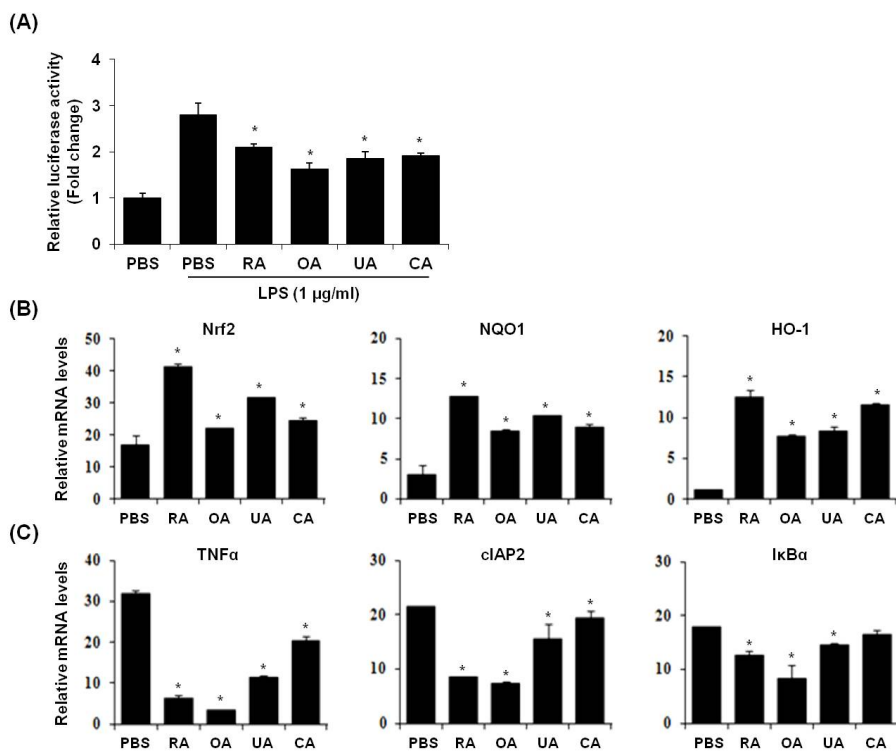 (A)
Relative luciferase activity
(Fold change)
4
3
2
1
0
* * * *
PBS PBS RA OA UA CA
LPS (1 µg/ml)
(B)
Relative mRNA levels
Nrf2
50
40
30
20
10
0
* * * *
PBS RA OA UA CA
NQO1
20
15
10
5
0
* * * *
PBS RA OA UA CA
HO-1
20
15
10
5
0
* * * *
PBS RA OA UA CA
(C)
Relative mRNA levels
TNFα
40
30
20
10
0
* * * *
PBS RA OA UA CA
cIAP2
30
20
10
0
* * * *
PBS RA OA UA CA
IκBα
30
20
10
0
* * *
PBS RA OA UA CA